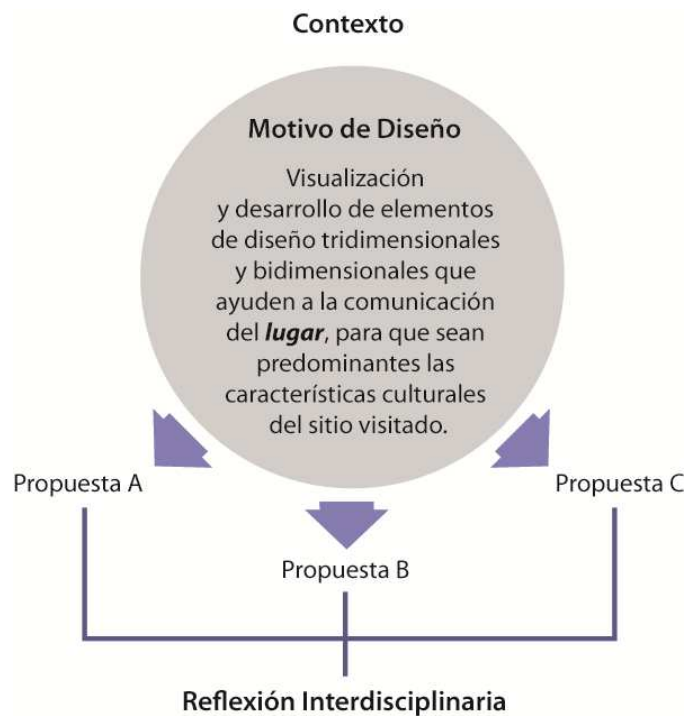 Contexto
Motivo de Diseño
Visualización
y desarrollo de elementos
de diseño tridimensionales
y bidimensionales que
ayuden a la comunicación
del lugar, para que sean
predominantes las
características culturales
del sitio visitado.
Propuesta A
Propuesta C
Propuesta B
Reflexión Interdisciplinaria